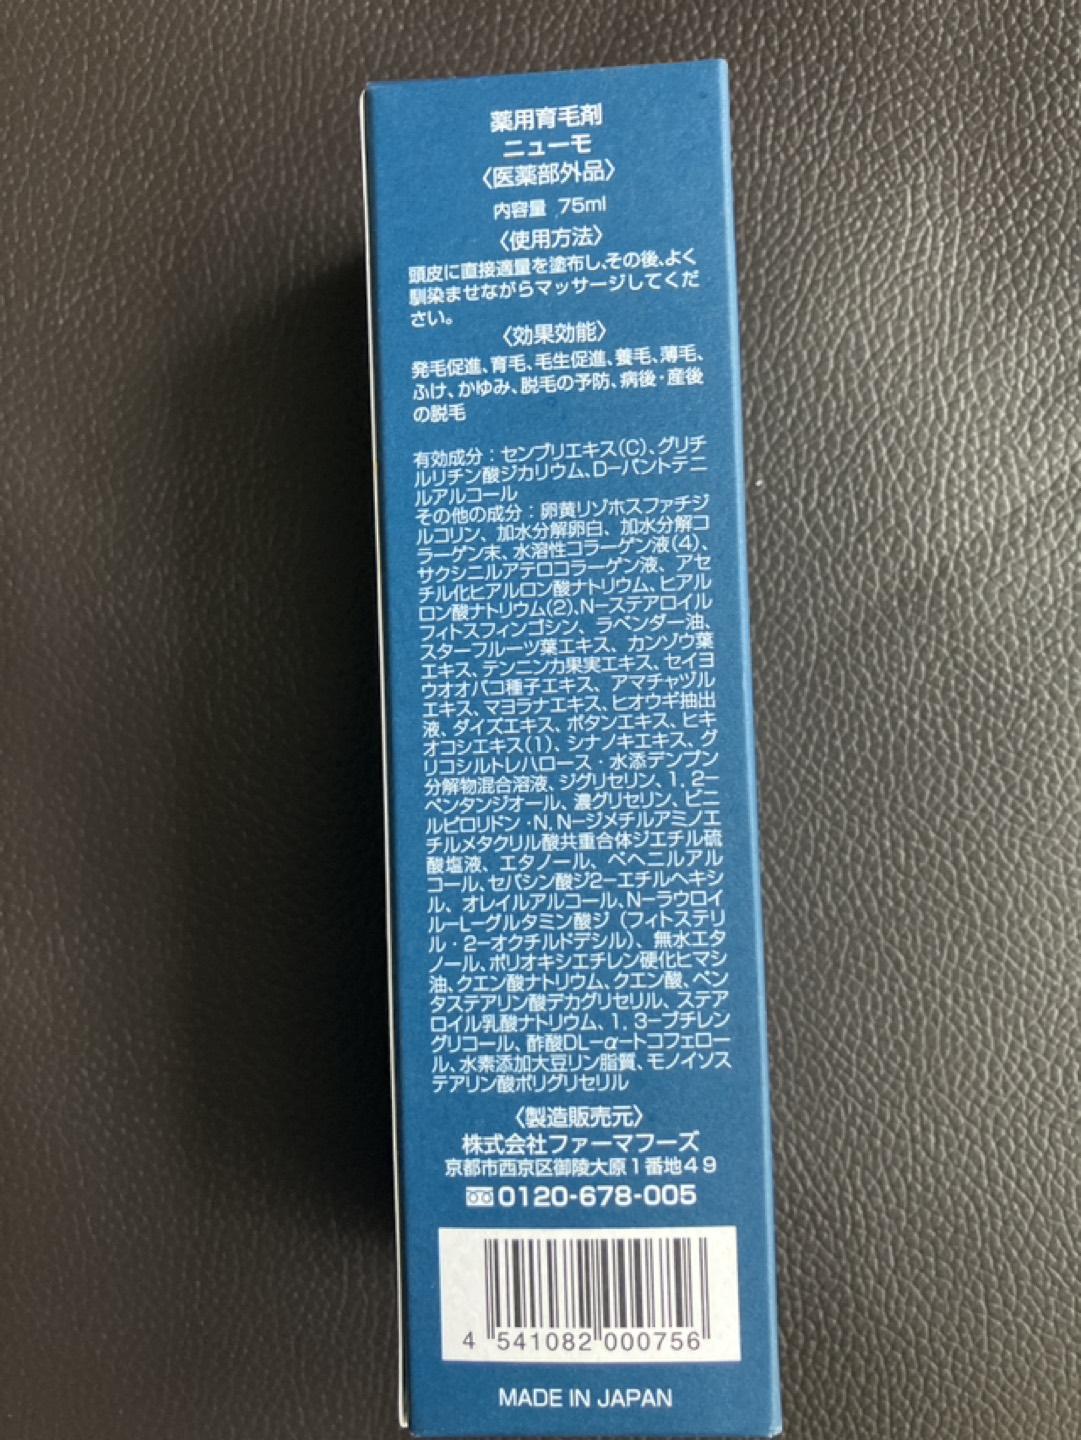 薬用育毛剤
ニューモ
〈医薬部外品〉
内容量 75ml
〈使用方法〉
頭皮に直接適量を塗布し、その後、よく
馴染ませながらマッサージしてくだ
さい。
〈効果効能〉
発毛促進、育毛、毛生促進、養毛、薄毛、
ふけ、かゆみ、脱毛の予防、病後・産後
の脱毛
有効成分：センブリエキス(C)、グリチ
ルリチン酸ジカリウム、D-パントテニ
ルアルコール
その他の成分：卵黄リゾホスファチジ
ルコリン、加水分解卵白、加水分解コ
ラーゲン末、水溶性コラーゲン液(4)、
サクシニルアテロコラーゲン液、アセ
チル化ヒアルロン酸ナトリウム、ヒアル
ロン酸ナトリウム(2)、N-ステアロイル
フィトスフィンゴシン、ラベンダー油、
スターフルーツ葉エキス、カンゾウ葉
エキス、テンニンカ果実エキス、セイヨ
ウオオバコ種子エキス、アマチャヅル
エキス、マヨラナエキス、ヒオウギ抽出
液、ダイズエキス、ボタンエキス、ヒキ
オコシエキス(1)、シナノキエキス、グ
リコシルトレハロース・水添デンプン
分解物混合溶液、ジグリセリン、1, 2-
ペンタンジオール、濃グリセリン、ビニ
ルピロリドン・N, N-ジメチルアミノエ
チルメタクリル酸共重合体ジエチル硫
酸塩液、エタノール、ベヘニルアル
コール、セバシン酸ジ2-エチルヘキシ
ル、オレイルアルコール、N-ラウロイ
ル-L-グルタミン酸ジ（フィトステリ
ル・2-オクチルドデシル）、無水エタ
ノール、ポリオキシエチレン硬化ヒマシ
油、クエン酸ナトリウム、クエン酸、ペン
タステアリン酸デカグリセリル、ステア
ロイル乳酸ナトリウム、1, 3-ブチレン
グリコール、酢酸DL-α-トコフェロー
ル、水素添加大豆リン脂質、モノイソス
テアリン酸ポリグリセリル
〈製造販売元〉
株式会社ファーマフーズ
京都市西京区御陵大原1番地49
0120-678-005
4 541082 000756
MADE IN JAPAN